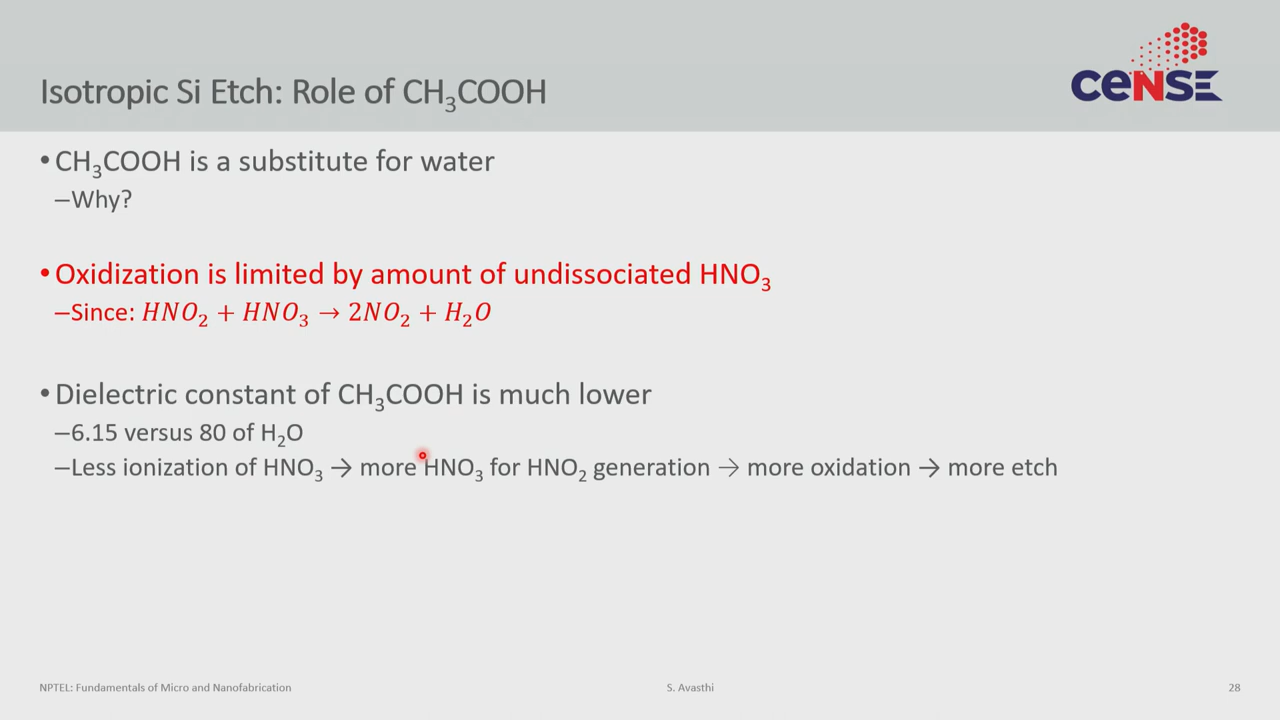 Isotropic Si Etch: Role of CH₃COOH
CeNSE
•CH₃COOH is a substitute for water
–Why?
•Oxidization is limited by amount of undissociated HNO₃
–Since: HNO₂ + HNO₃ → 2NO₂ + H₂O
•Dielectric constant of CH₃COOH is much lower
–6.15 versus 80 of H₂O
–Less ionization of HNO₃ → more HNO₃ for HNO₂ generation → more oxidation → more etch
NPTEL: Fundamentals of Micro and Nanofabrication
S. Avasthi
28